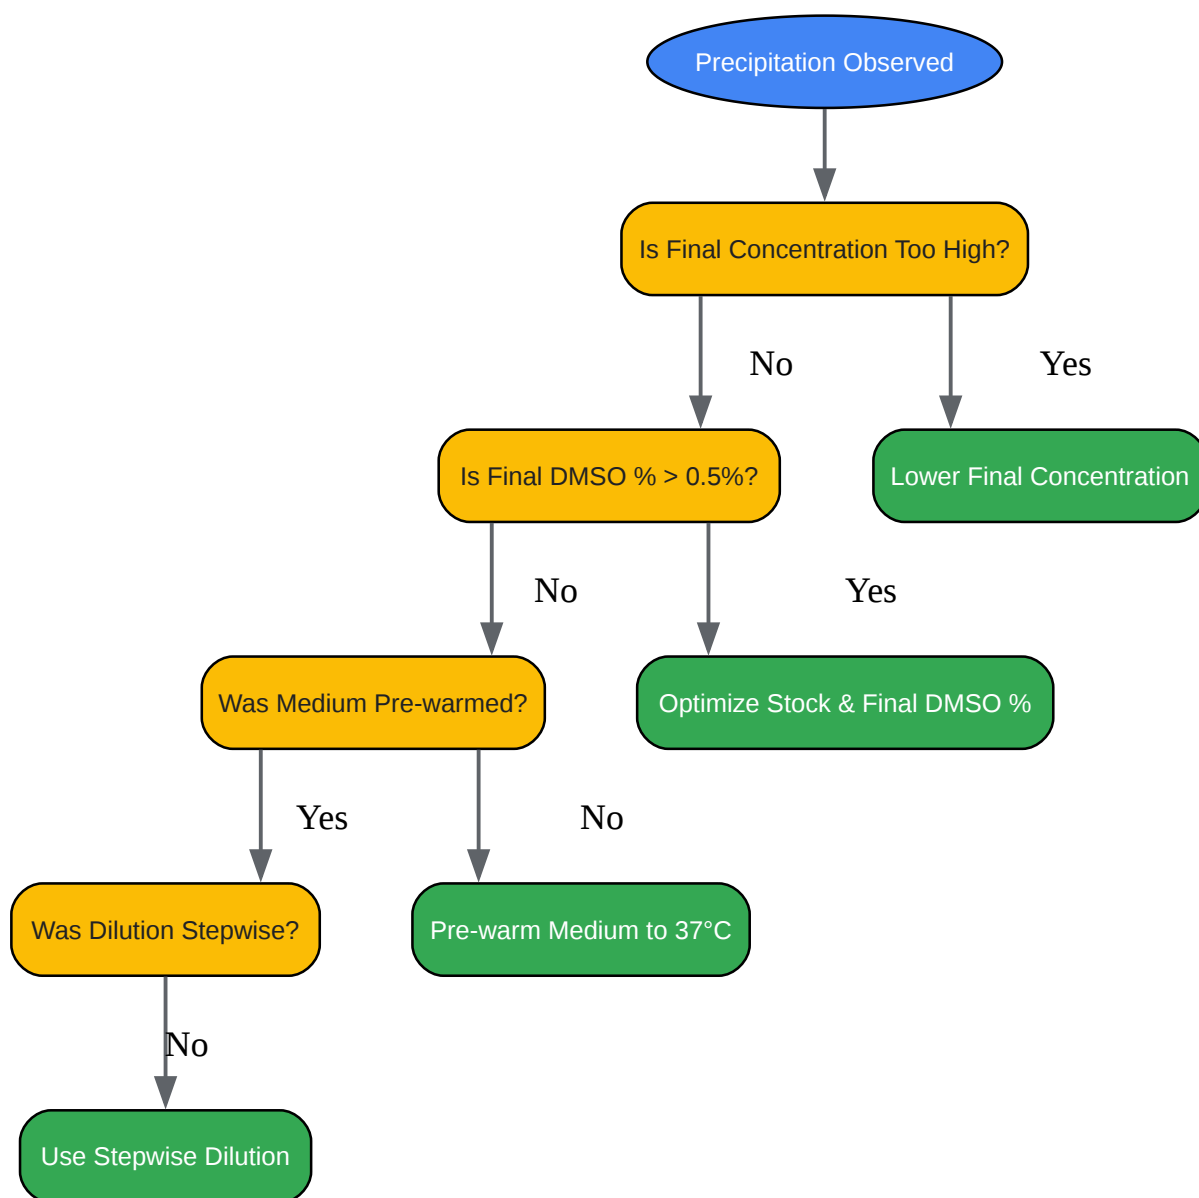 Precipitation Observed
Is Final Concentration Too High?
No
Yes
Is Final DMSO % > 0.5%?
Lower Final Concentration
No
Yes
Was Medium Pre-warmed?
Optimize Stock & Final DMSO %
Yes
No
Was Dilution Stepwise?
Pre-warm Medium to 37°C
No
Use Stepwise Dilution